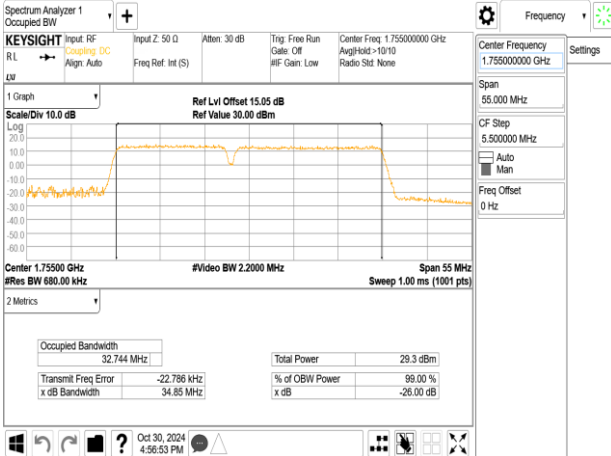 Spectrum Analyzer 1
Occupied BW
Frequency
KEYSIGHT Input: RF Input Z: 50 Ω Atten: 30 dB Trig: Free Run Center Freq: 1.755000000 GHz
RL Coupling: DC Gate: Off Avg|Hold:>10/10
Align: Auto Freq Ref: Int (S) #IF Gain: Low Radio Std: None
LXI
Center Frequency
1.755000000 GHz
Settings
Span
55.000 MHz
CF Step
5.500000 MHz
Auto
Man
Freq Offset
0 Hz
1 Graph
Ref Lvl Offset 15.05 dB
Scale/Div 10.0 dB Ref Value 30.00 dBm
Log
20.0
10.0
0.00
-10.0
-20.0
-30.0
-40.0
-50.0
-60.0
Center 1.75500 GHz #Video BW 2.2000 MHz Span 55 MHz
#Res BW 680.00 kHz Sweep 1.00 ms (1001 pts)
2 Metrics
Occupied Bandwidth
32.744 MHz Total Power 29.3 dBm
Transmit Freq Error -22.786 kHz % of OBW Power 99.00 %
x dB Bandwidth 34.85 MHz x dB -26.00 dB
Oct 30, 2024
4:56:53 PM